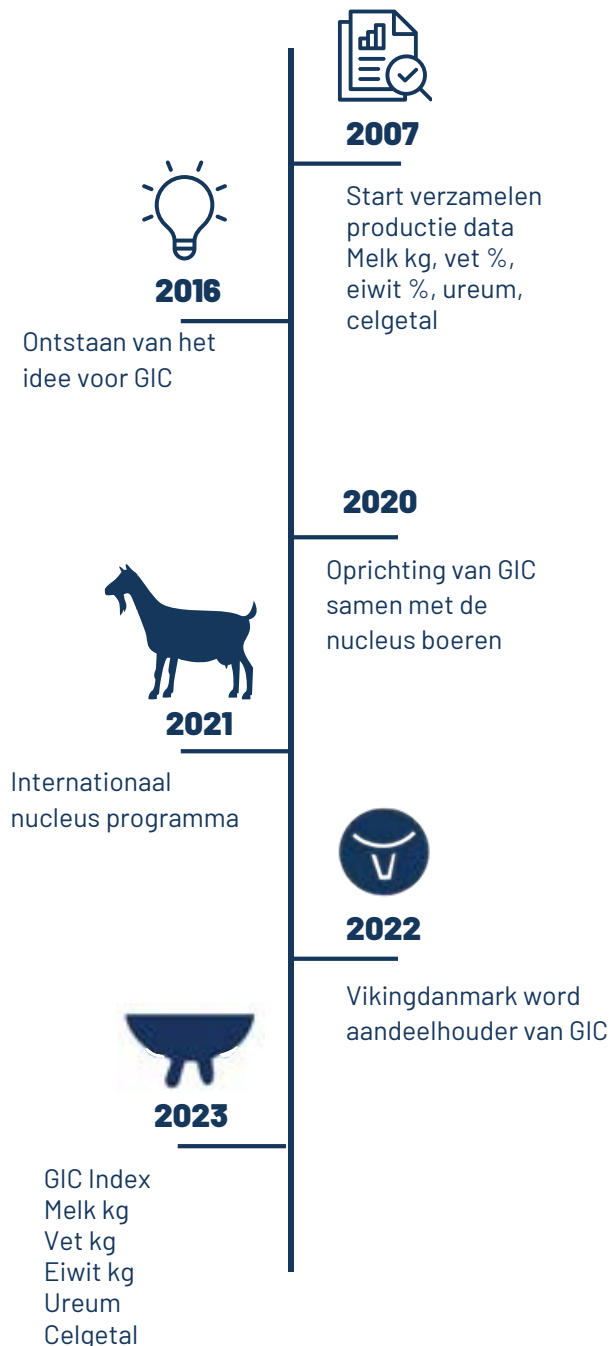 2007
Start verzamelen
productie data
Melk kg, vet %,
eiwit %, ureum,
celgetal
2016
Ontstaan van het
idee voor GIC
2020
Oprichting van GIC
samen met de
nucleus boeren
2021
Internationaal
nucleus programma
2022
Vikingdanmark word
aandeelhouder van GIC
2023
GIC Index
Melk kg
Vet kg
Eiwit kg
Ureum
Celgetal